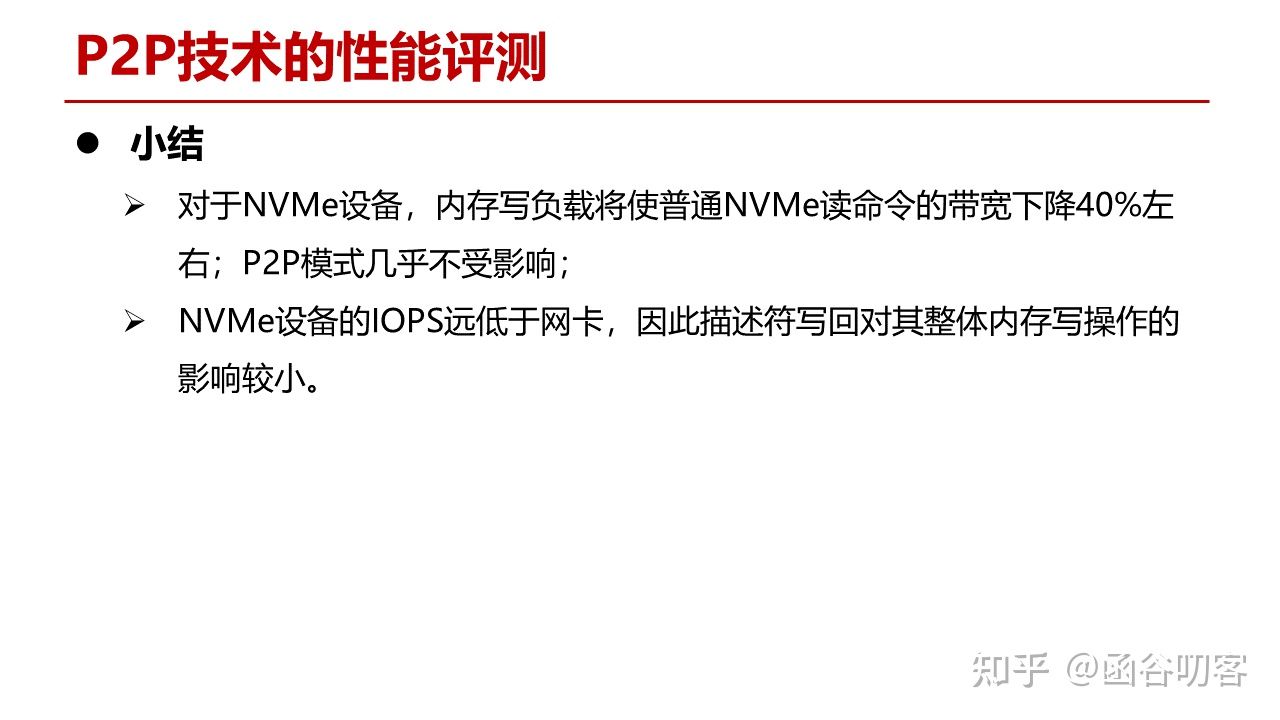 P2P技术的性能评测
小结
对于NVMe设备，内存写负载将使普通NVMe读命令的带宽下降40%左
右；P2P模式几乎不受影响；
NVMe设备的IOPS远低于网卡，因此描述符写回对其整体内存写操作的
影响较小。
知乎 @函谷叨客